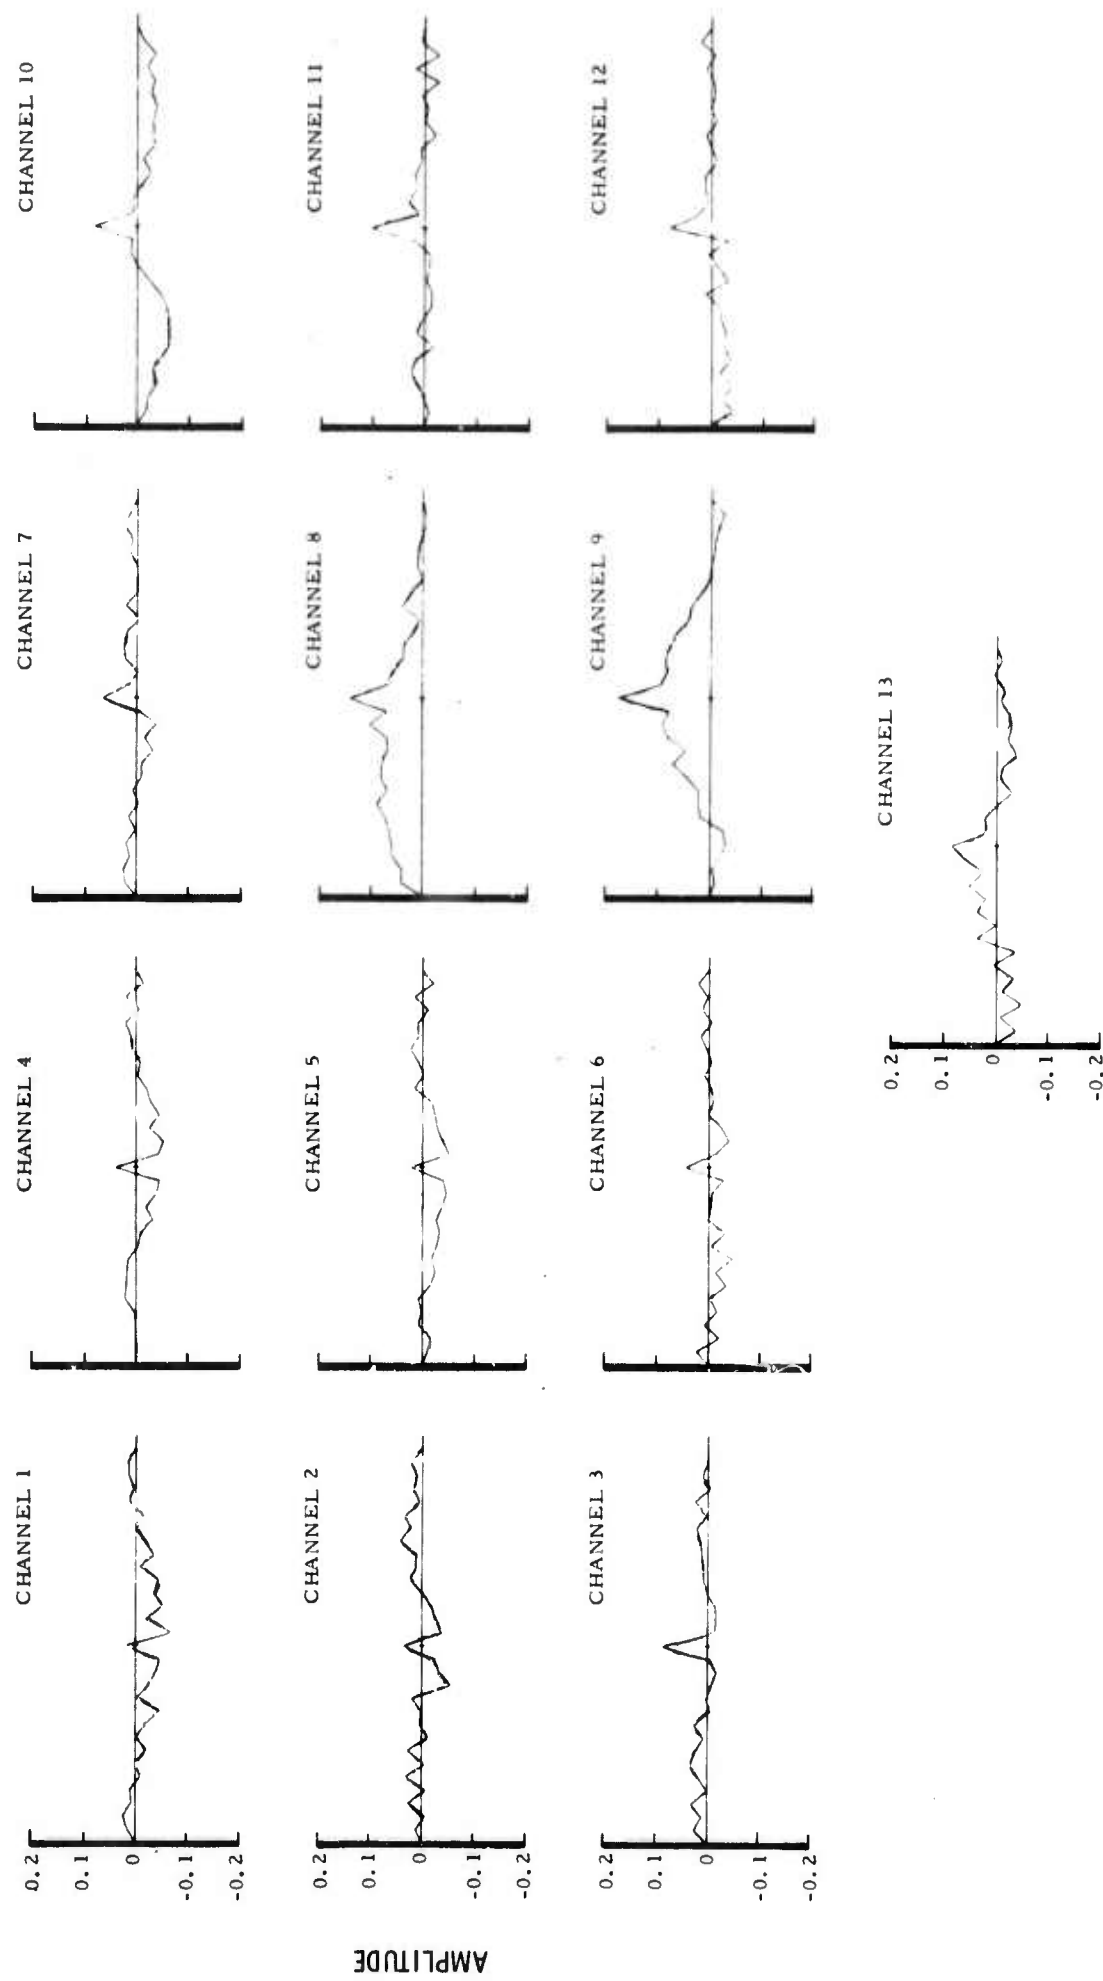 CHANNEL 1
CHANNEL 4
CHANNEL 7
CHANNEL 10
0.2
0.1
0
-0.1
-0.2
CHANNEL 2
CHANNEL 5
CHANNEL 8
CHANNEL 11
0.2
0.1
0
-0.1
-0.2
CHANNEL 3
CHANNEL 6
CHANNEL 9
CHANNEL 12
0.2
0.1
0
-0.1
-0.2
CHANNEL 13
0.2
0.1
0
-0.1
-0.2
AMPLITUDE